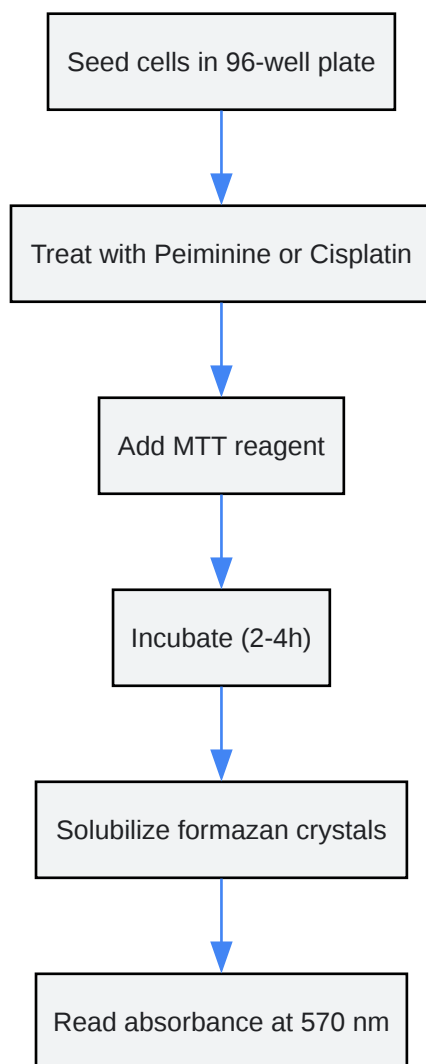 Seed cells in 96-well plate
Treat with Peiminine or Cisplatin
Add MTT reagent
Incubate (2-4h)
Solubilize formazan crystals
Read absorbance at 570 nm